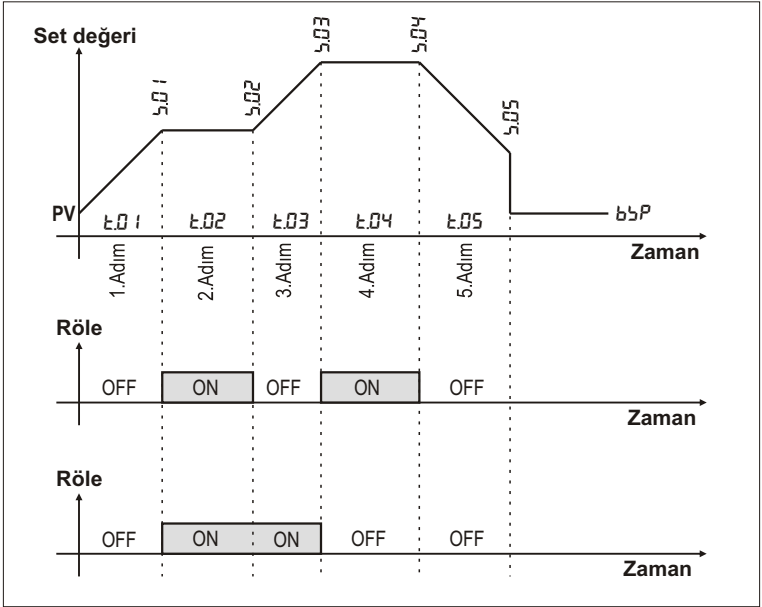 Set değeri
S.01
S.02
S.03
S.04
S.05
PV
t.01
t.02
t.03
t.04
t.05
bSP
Zaman
1.Adım
2.Adım
3.Adım
4.Adım
5.Adım
Röle
OFF
ON
OFF
ON
OFF
Zaman
Röle
OFF
ON
ON
OFF
OFF
Zaman